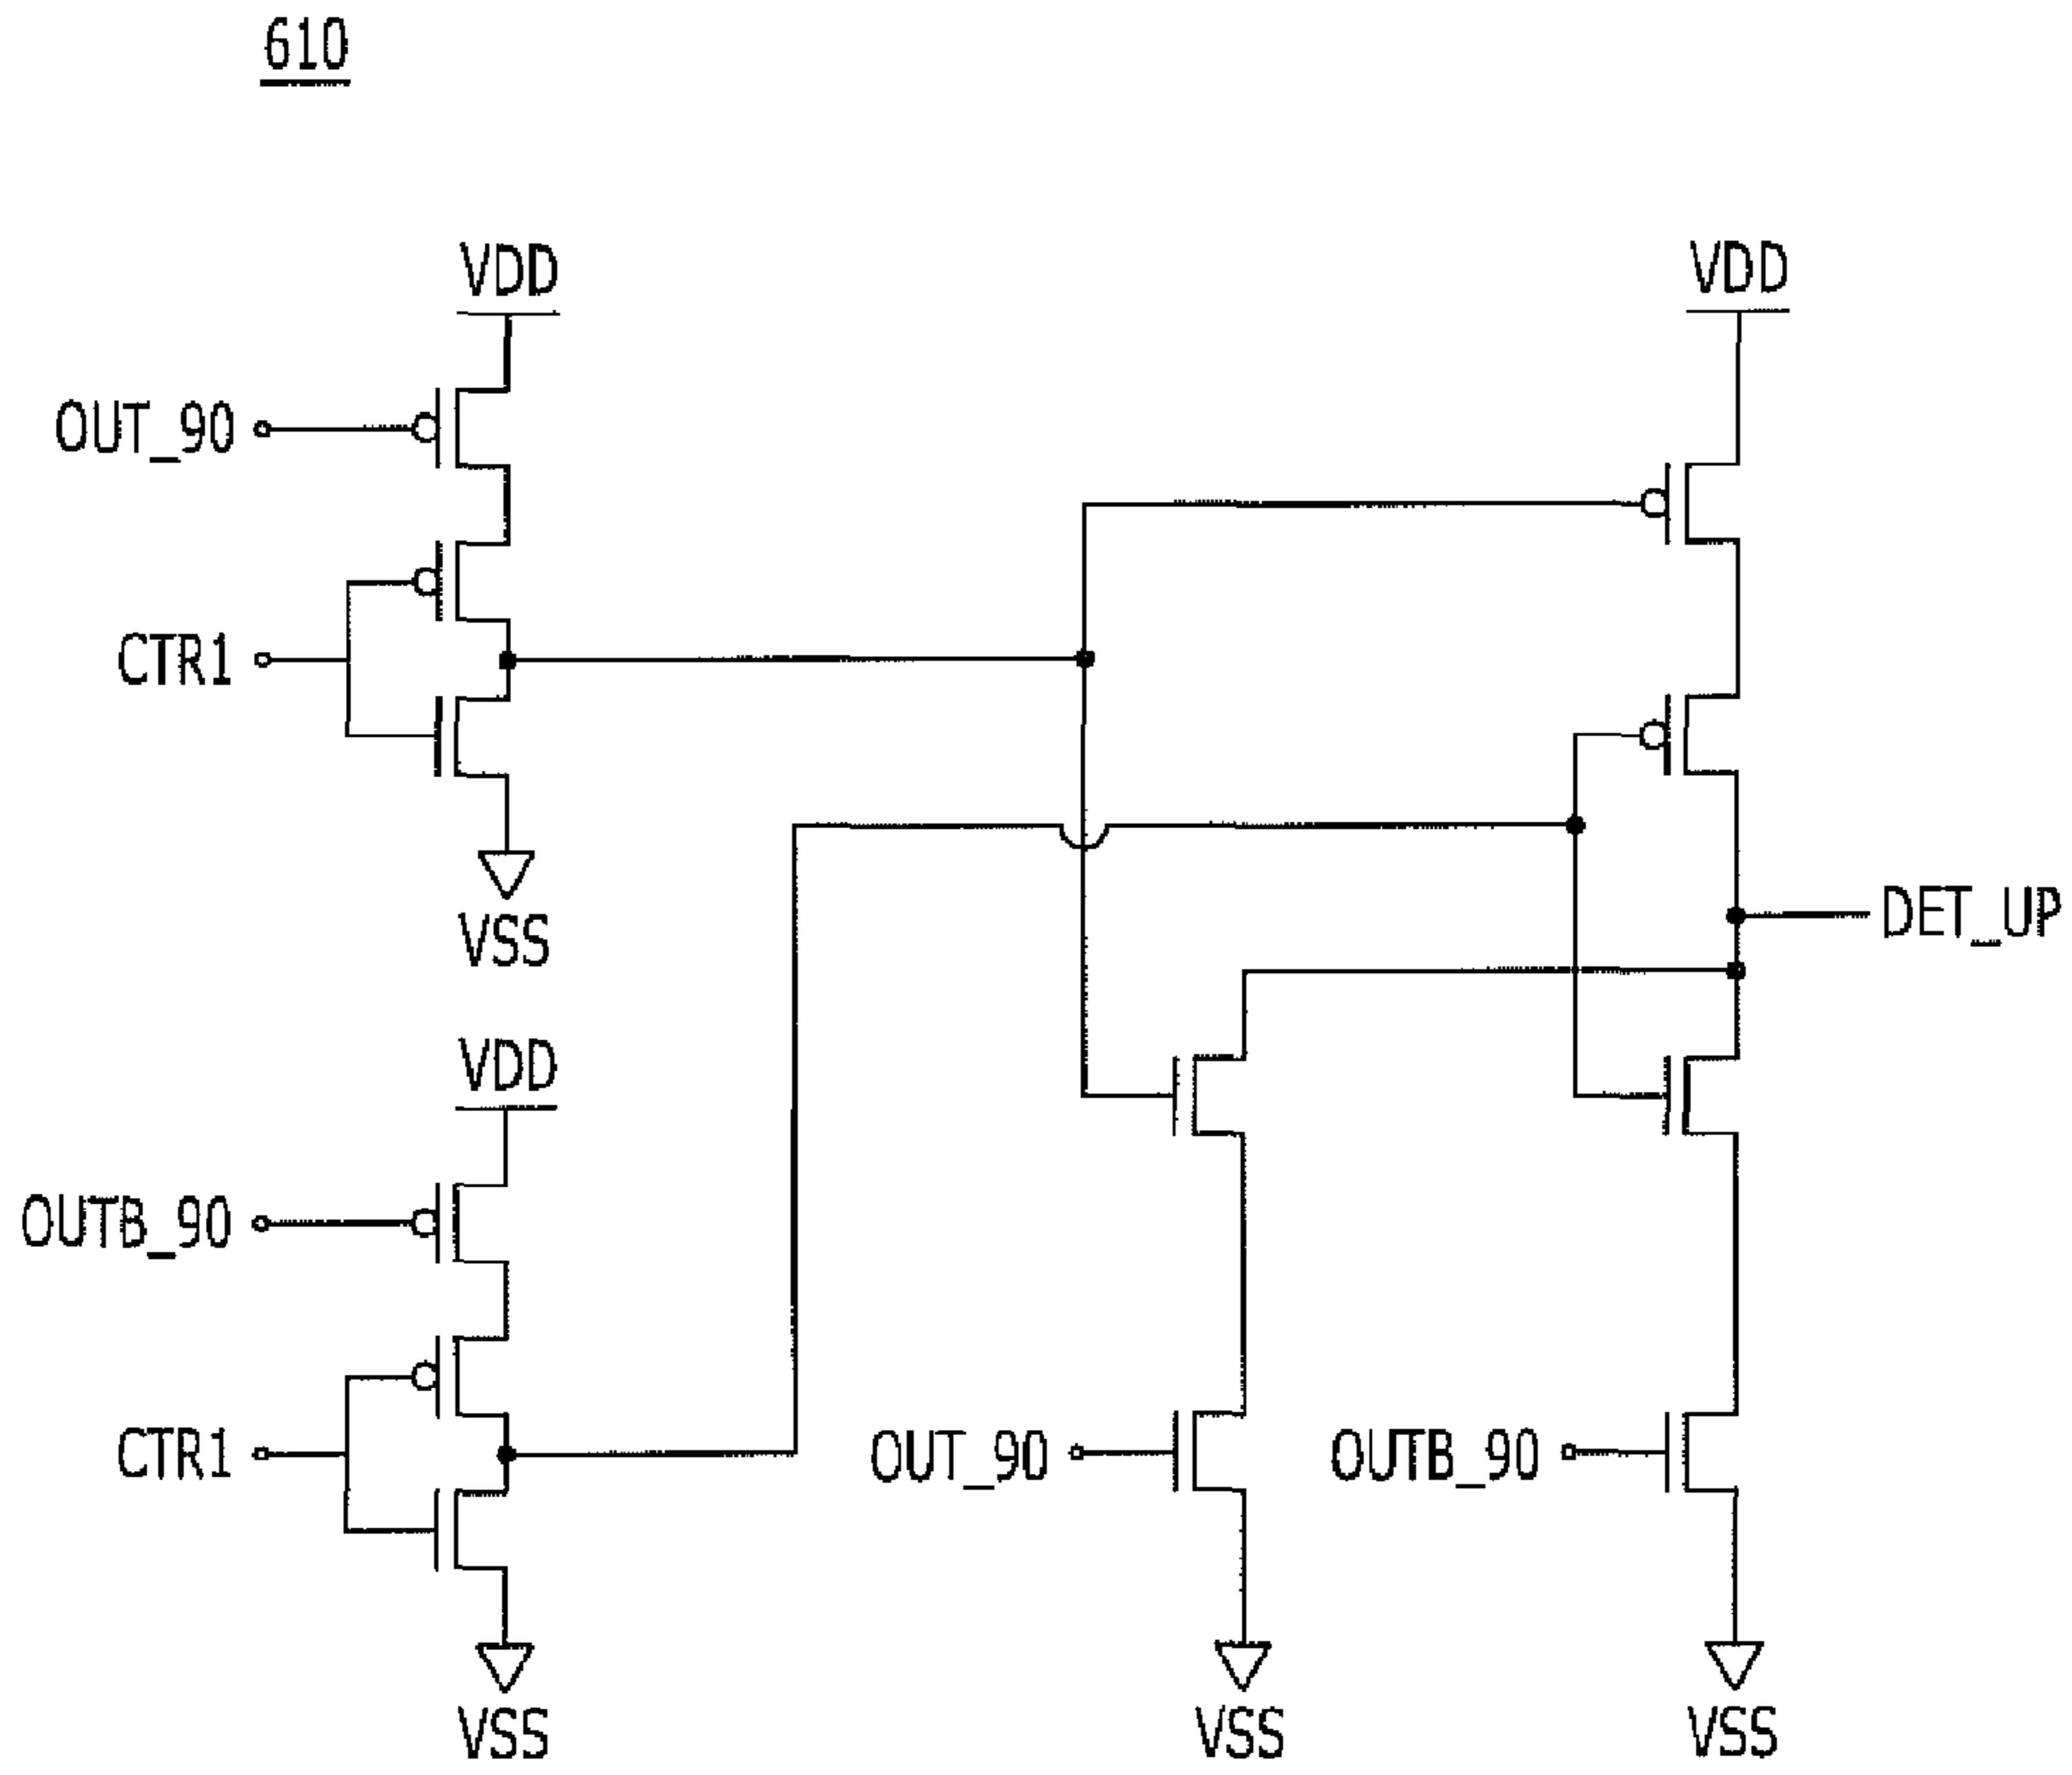 610
VDD
VDD
OUT_90
CTR1
VSS
DET_UP
VDD
OUTB_90
CTR1
OUT_90
OUTB_90
VSS
VSS
VSS